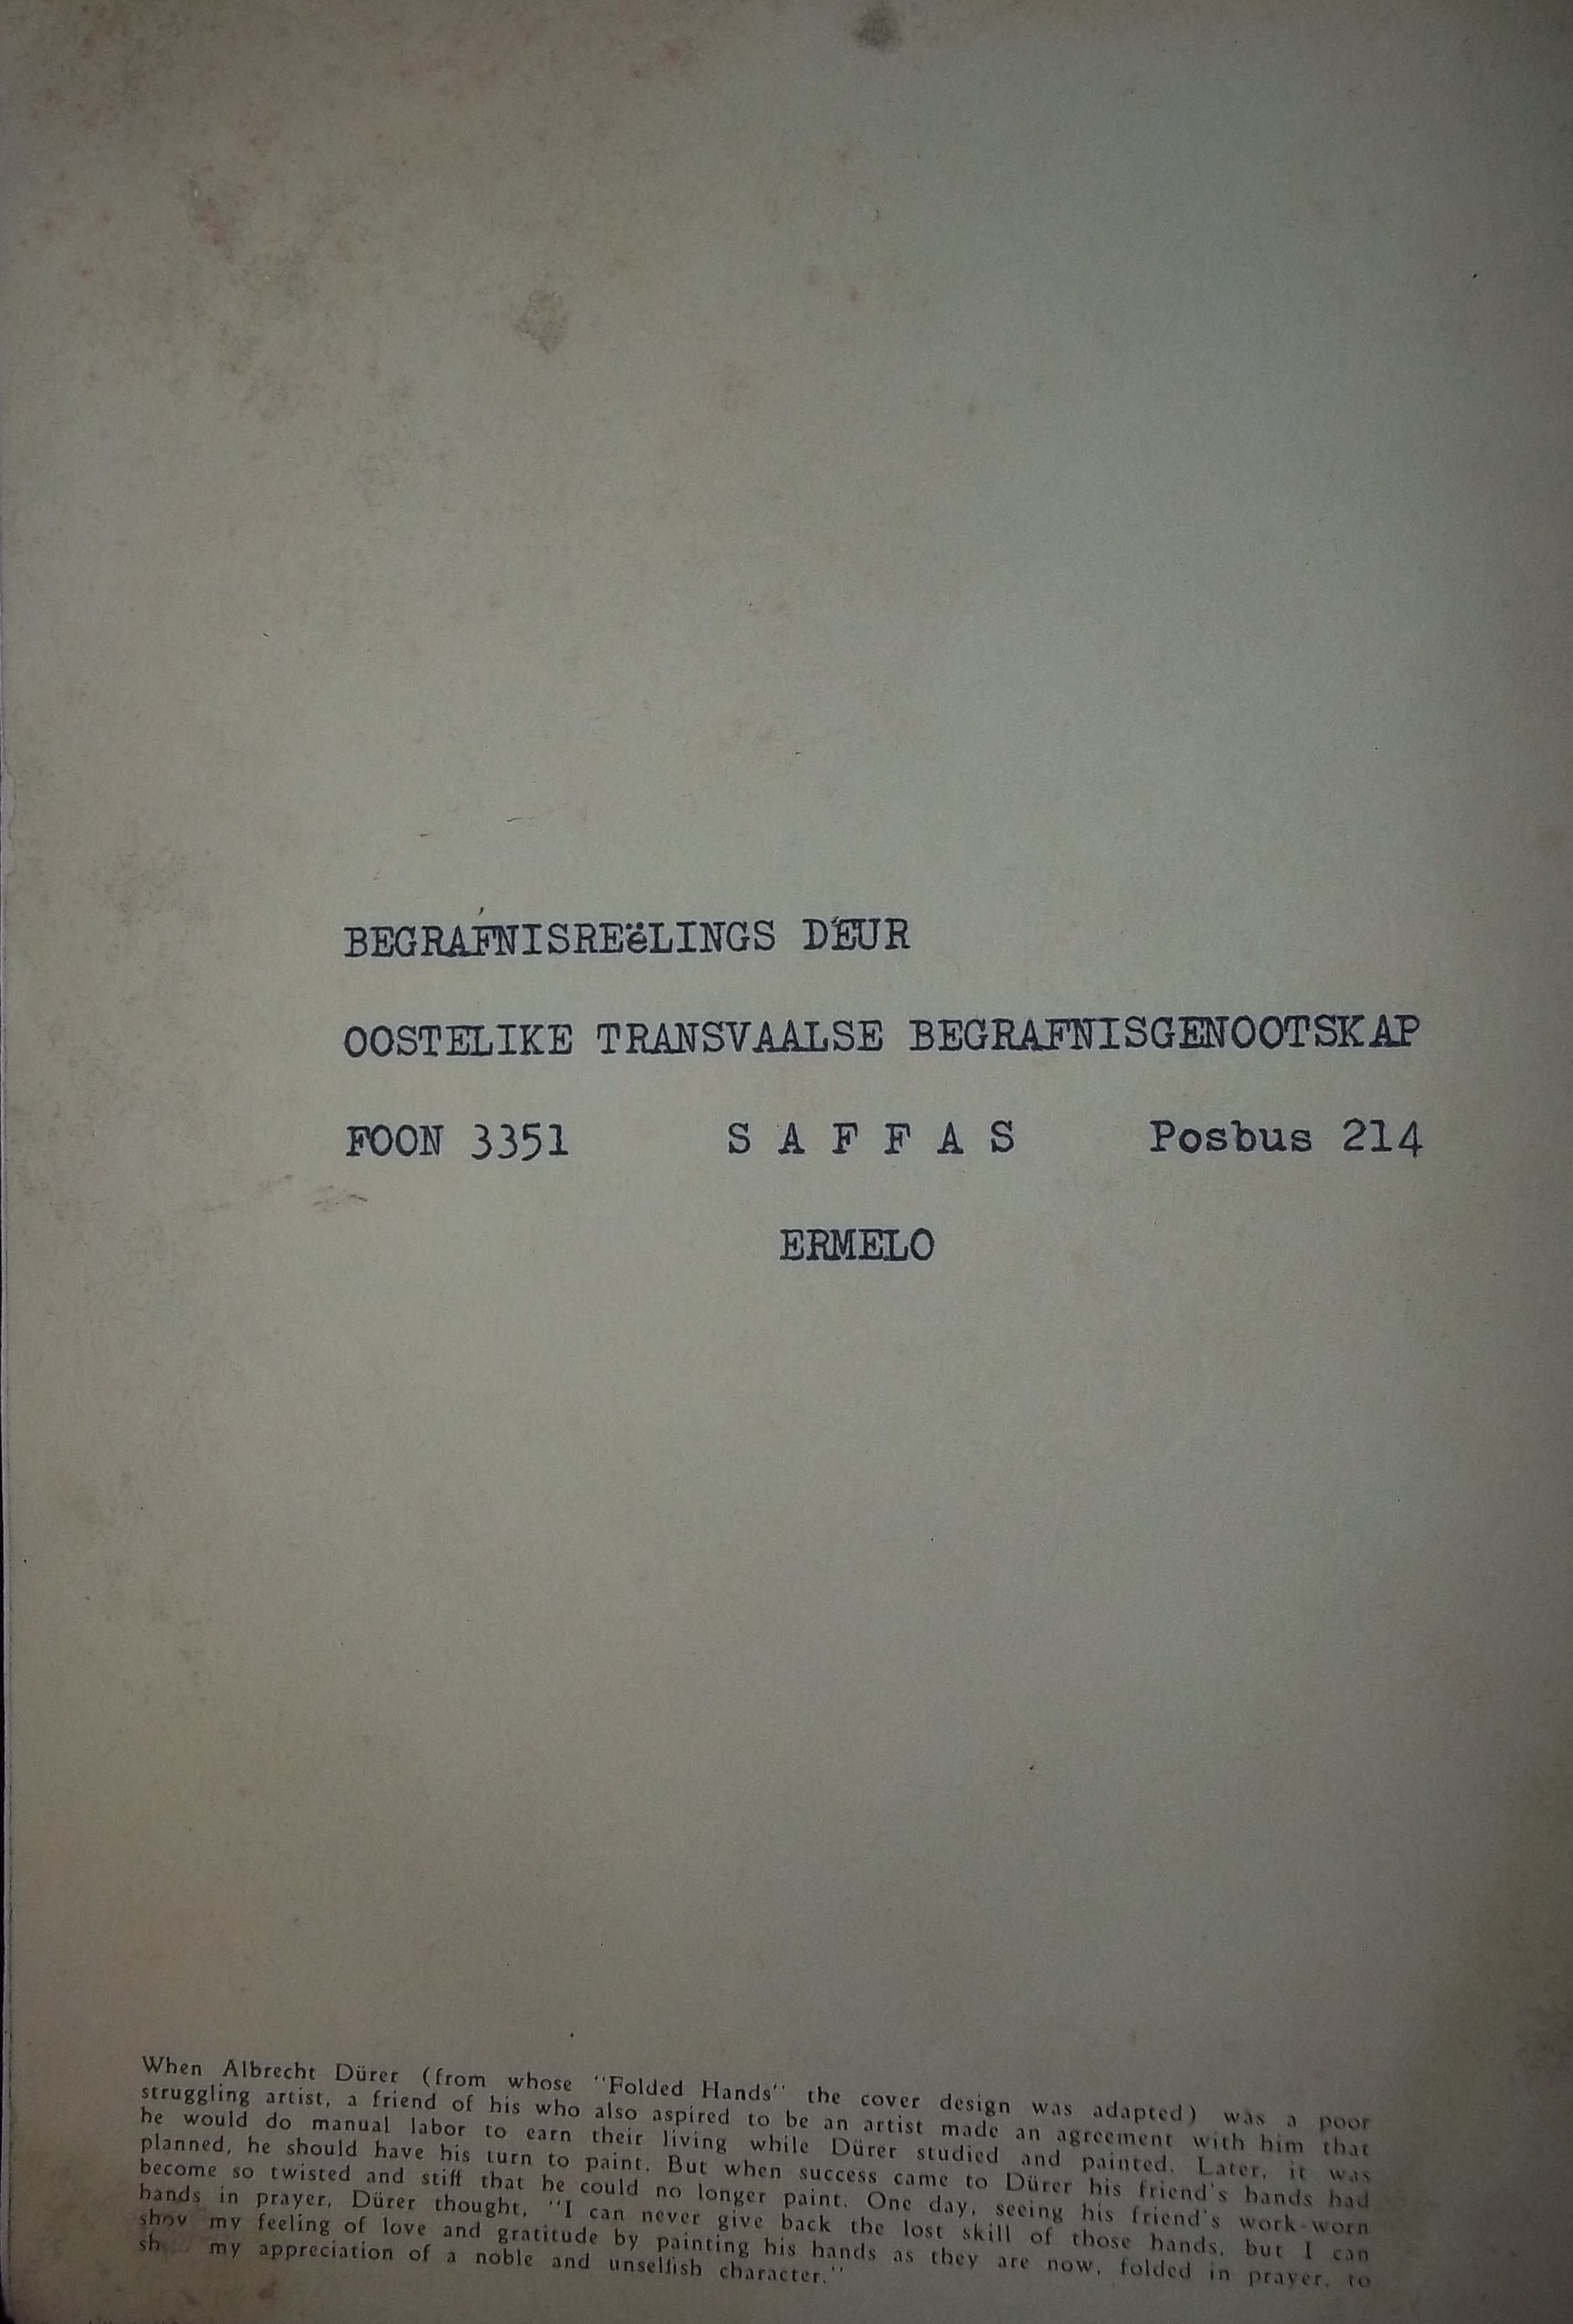 BEGRAFNISREëLINGS DEUR
OOSTELIKE TRANSVAALSE BEGRAFNISGENOOTSKAP
FOON 3351 S A F F A S Posbus 214
ERMELO
When Albrecht Dürer (from whose "Folded Hands" the cover design was adapted) was a poor
struggling artist, a friend of his who also aspired to be an artist made an agreement with him that
he would do manual labor to earn their living while Dürer studied and painted. Later, it was
planned, he should have his turn to paint. But when success came to Dürer his friend's hands had
become so twisted and stiff that he could no longer paint. One day, seeing his friend's work-worn
hands in prayer, Dürer thought, "I can never give back the lost skill of those hands, but I can
show my feeling of love and gratitude by painting his hands as they are now, folded in prayer, to
my appreciation of a noble and unselfish character."